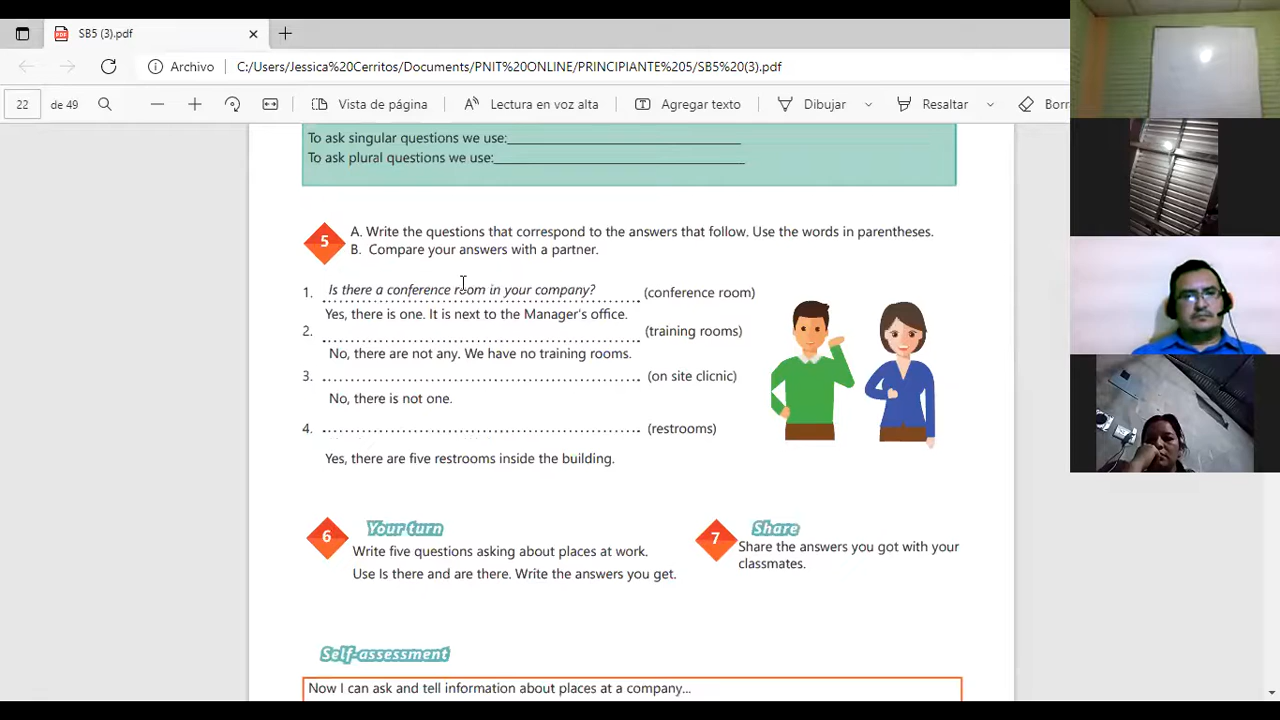 SB5 (3).pdf
Archivo
C:/Users/Jessica%20Cerritos/Documents/PNIT%20ONLINE/PRINCIPIANTE%205/SB5%20(3).pdf
22 de 49
Vista de página
Lectura en voz alta
Agregar texto
Dibujar
Resaltar
Borr
To ask singular questions we use:
To ask plural questions we use:
5
A. Write the questions that correspond to the answers that follow. Use the words in parentheses.
B. Compare your answers with a partner.
1. Is there a conference room in your company? (conference room)
Yes, there is one. It is next to the Manager's office.
2. (training rooms)
No, there are not any. We have no training rooms.
3. (on site clicnic)
No, there is not one.
4. (restrooms)
Yes, there are five restrooms inside the building.
6 Your turn
Write five questions asking about places at work.
Use Is there and are there. Write the answers you get.
7 Share
Share the answers you got with your
classmates.
Self-assessment
Now I can ask and tell information about places at a company...